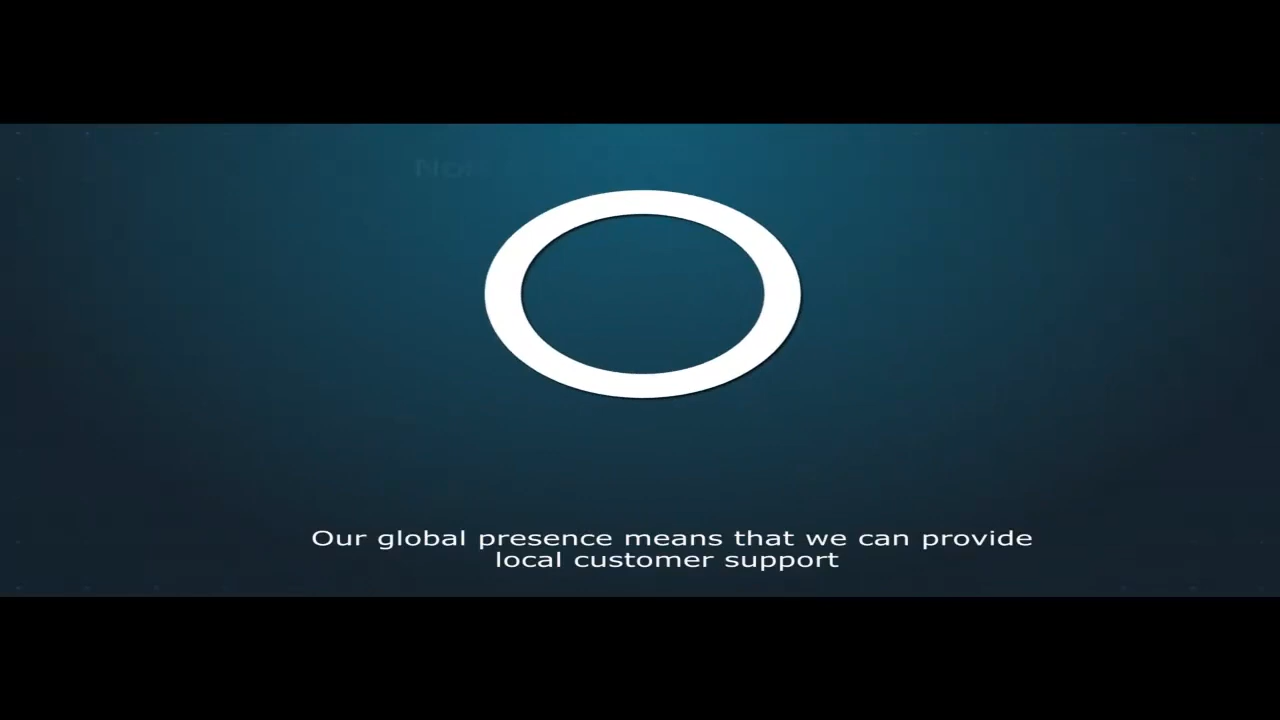 Our global presence means that we can provide
local customer support